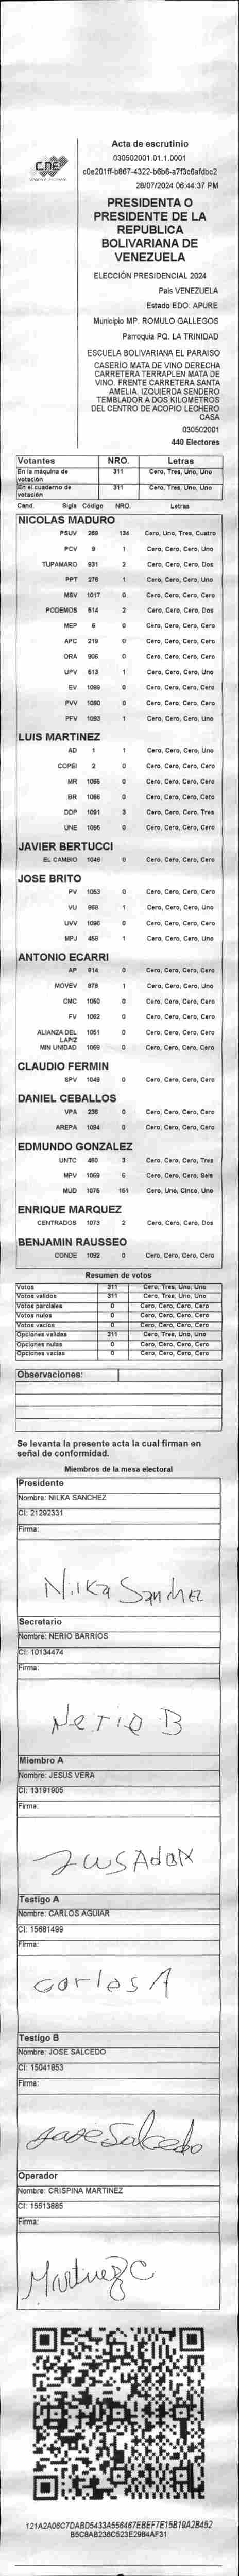 CNE
Acta de escrutinio
030502001.01.1.0001
c0e201ff-b867-4322-b6b6-a7f3c6afdbc2
28/07/2024 06:44:37 PM
PRESIDENTA O
PRESIDENTE DE LA
REPUBLICA
BOLIVARIANA DE
VENEZUELA
ELECCIÓN PRESIDENCIAL 2024
Pais VENEZUELA
Estado EDO. APURE
Municipio MP. ROMULO GALLEGOS
Parroquia PQ. LA TRINIDAD
ESCUELA BOLIVARIANA EL PARAISO
CASERÍO MATA DE VINO DERECHA
CARRETERA TERRAPLEN MATA DE
VINO. FRENTE CARRETERA SANTA
AMELIA. IZQUIERDA SENDERO
TEMBLADOR A DOS KILOMETROS
DEL CENTRO DE ACOPIO LECHERO
CASA
030502001
440 Electores
Votantes NRO. Letras
En la máquina de votación 311 Cero, Tres, Uno, Uno
En el cuaderno de votación 311 Cero, Tres, Uno, Uno
Cand. Sigla Código NRO. Letras
NICOLAS MADURO
PSUV 269 134 Cero, Uno, Tres, Cuatro
PCV 9 1 Cero, Cero, Cero, Uno
TUPAMARO 931 2 Cero, Cero, Cero, Dos
PPT 276 1 Cero, Cero, Cero, Uno
MSV 1017 0 Cero, Cero, Cero, Cero
PODEMOS 514 2 Cero, Cero, Cero, Dos
MEP 6 0 Cero, Cero, Cero, Cero
APC 219 0 Cero, Cero, Cero, Cero
ORA 906 0 Cero, Cero, Cero, Cero
UPV 613 1 Cero, Cero, Cero, Uno
EV 1089 0 Cero, Cero, Cero, Cero
PVV 1090 0 Cero, Cero, Cero, Cero
PFV 1093 1 Cero, Cero, Cero, Uno
LUIS MARTINEZ
AD 1 1 Cero, Cero, Cero, Uno
COPEI 2 0 Cero, Cero, Cero, Cero
MR 1065 0 Cero, Cero, Cero, Cero
BR 1066 0 Cero, Cero, Cero, Cero
DDP 1091 3 Cero, Cero, Cero, Tres
UNE 1095 0 Cero, Cero, Cero, Cero
JAVIER BERTUCCI
EL CAMBIO 1048 0 Cero, Cero, Cero, Cero
JOSE BRITO
PV 1053 0 Cero, Cero, Cero, Cero
VU 968 1 Cero, Cero, Cero, Uno
UVV 1096 0 Cero, Cero, Cero, Cero
MPJ 458 1 Cero, Cero, Cero, Uno
ANTONIO ECARRI
AP 814 0 Cero, Cero, Cero, Cero
MOVEV 979 1 Cero, Cero, Cero, Uno
CMC 1050 0 Cero, Cero, Cero, Cero
FV 1062 0 Cero, Cero, Cero, Cero
ALIANZA DEL LAPIZ 1051 0 Cero, Cero, Cero, Cero
MIN UNIDAD 1069 0 Cero, Cero, Cero, Cero
CLAUDIO FERMIN
SPV 1049 0 Cero, Cero, Cero, Cero
DANIEL CEBALLOS
VPA 236 0 Cero, Cero, Cero, Cero
AREPA 1094 0 Cero, Cero, Cero, Cero
EDMUNDO GONZALEZ
UNTC 460 3 Cero, Cero, Cero, Tres
MPV 1069 6 Cero, Cero, Cero, Seis
MUD 1075 151 Cero, Uno, Cinco, Uno
ENRIQUE MARQUEZ
CENTRADOS 1073 2 Cero, Cero, Cero, Dos
BENJAMIN RAUSSEO
CONDE 1092 0 Cero, Cero, Cero, Cero
Resumen de votos
Votos 311 Cero, Tres, Uno, Uno
Votos validos 311 Cero, Tres, Uno, Uno
Votos parciales 0 Cero, Cero, Cero, Cero
Votos nulos 0 Cero, Cero, Cero, Cero
Votos vacíos 0 Cero, Cero, Cero, Cero
Opciones validas 311 Cero, Tres, Uno, Uno
Opciones nulas 0 Cero, Cero, Cero, Cero
Opciones vacias 0 Cero, Cero, Cero, Cero
Observaciones:
Se levanta la presente acta la cual firman en
señal de conformidad.
Miembros de la mesa electoral
Presidente
Nombre: NILKA SANCHEZ
CI: 21292331
Firma:
Nilka Sanchez
Secretario
Nombre: NERIO BARRIOS
CI: 10134474
Firma:
Nerio B
Miembro A
Nombre: JESUS VERA
CI: 13191905
Firma:
Testigo A
Nombre: CARLOS AGUIAR
CI: 15681499
Firma:
Carlos A
Testigo B
Nombre: JOSE SALCEDO
CI: 15041853
Firma:
Jose Salcedo
Operador
Nombre: CRISPINA MARTINEZ
CI: 15513885
Firma:
Martinez C
121A2A06C7DABD5433A556467EBEF7E15B19A2B452
B5C8AB236C523E2984AF31